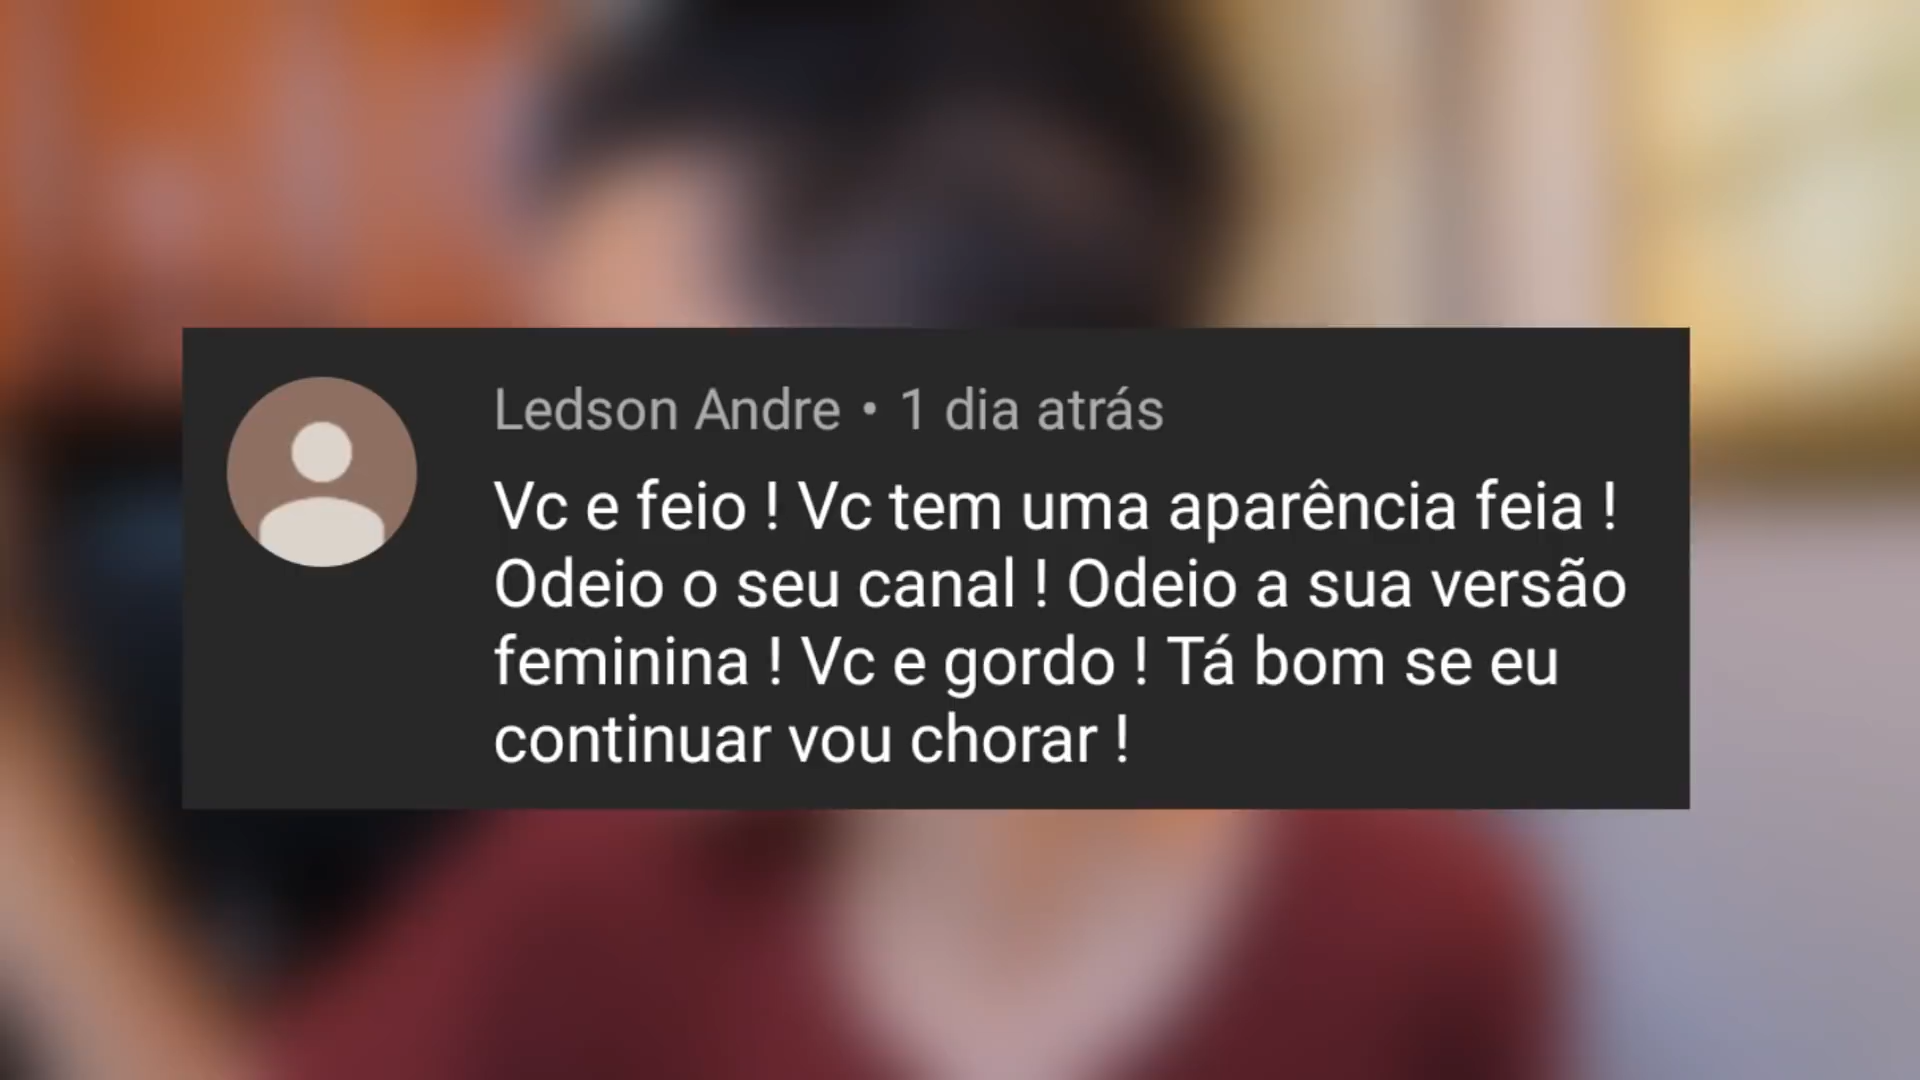 Ledson Andre • 1 dia atrás
Vc e feio ! Vc tem uma aparência feia !
Odeio o seu canal ! Odeio a sua versão
feminina ! Vc e gordo ! Tá bom se eu
continuar vou chorar !